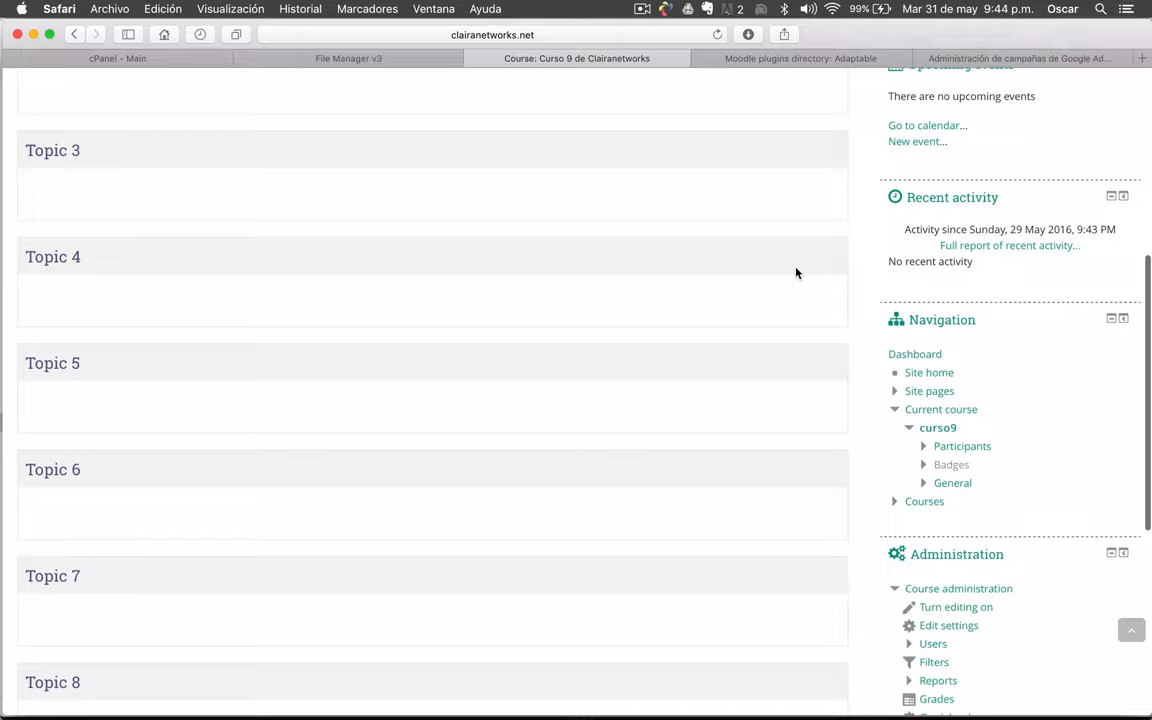 Safari Archivo Edición Visualización Historial Marcadores Ventana Ayuda 2 99% Mar 31 de may 9:44 p.m. Oscar
clairanetworks.net
cPanel - Main File Manager v3 Course: Curso 9 de Clairanetworks Moodle plugins directory: Adaptable Administración de campañas de Google Ad...
Topic 3
Topic 4
Topic 5
Topic 6
Topic 7
Topic 8
Upcoming events
There are no upcoming events
Go to calendar...
New event...
Recent activity
Activity since Sunday, 29 May 2016, 9:43 PM
Full report of recent activity...
No recent activity
Navigation
Dashboard
Site home
Site pages
Current course
curso9
Participants
Badges
General
Courses
Administration
Course administration
Turn editing on
Edit settings
Users
Filters
Reports
Grades